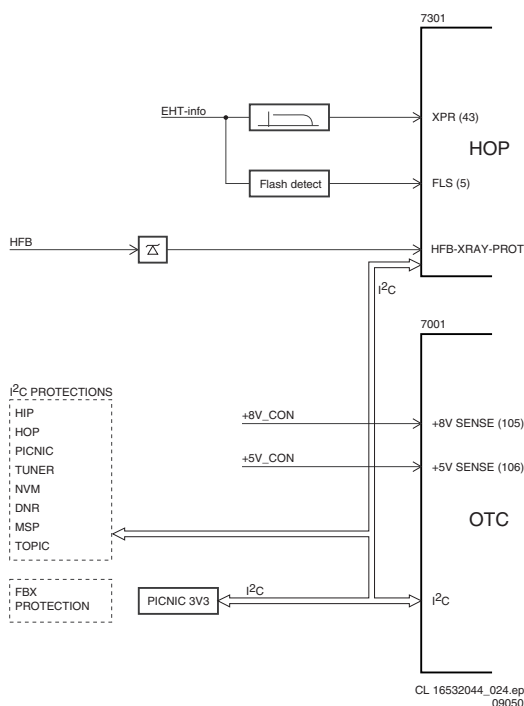 7301
EHT-info
XPR (43)
HOP
Flash detect
FLS (5)
HFB
HFB-XRAY-PROT
I²C
7001
I²C PROTECTIONS
HIP
HOP
PICNIC
TUNER
NVM
DNR
MSP
TOPIC
+8V_CON
+8V SENSE (105)
+5V_CON
+5V SENSE (106)
OTC
FBX
PROTECTION
PICNIC 3V3
I²C
I²C
CL 16532044_024.ep
09050